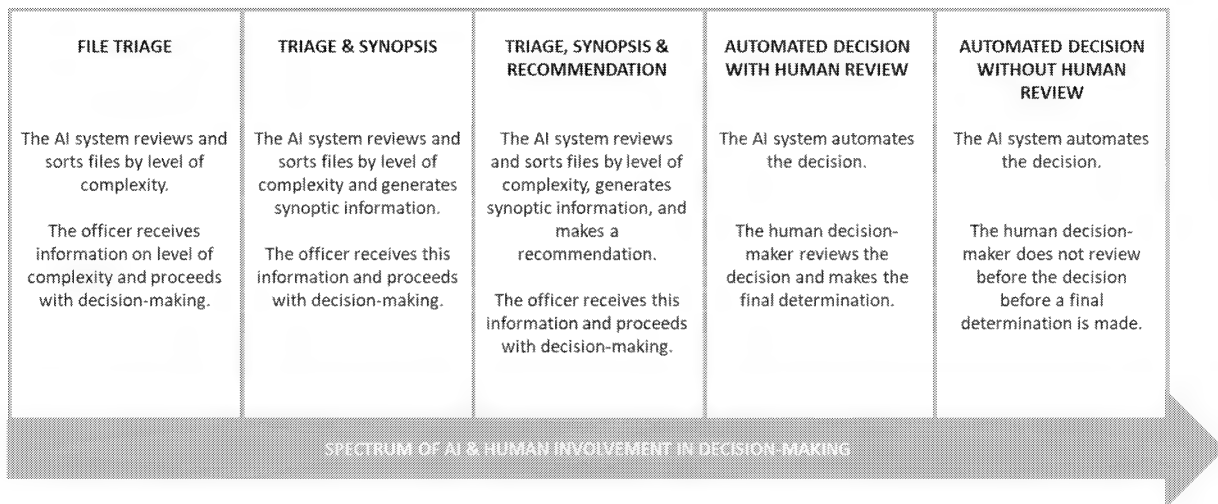 FILE TRIAGE
The AI system reviews and
sorts files by level of
complexity.
The officer receives
information on level of
complexity and proceeds
with decision-making.
TRIAGE & SYNOPSIS
The AI system reviews and
sorts files by level of
complexity and generates
synoptic information.
The officer receives this
information and proceeds
with decision-making.
TRIAGE, SYNOPSIS &
RECOMMENDATION
The AI system reviews
and sorts files by level of
complexity, generates
synoptic information, and
makes a
recommendation.
The officer receives this
information and proceeds
with decision-making.
AUTOMATED DECISION
WITH HUMAN REVIEW
The AI system automates
the decision.
The human decision-
maker reviews the
decision and makes the
final determination.
AUTOMATED DECISION
WITHOUT HUMAN
REVIEW
The AI system automates
the decision.
The human decision-
maker does not review
before the decision
before a final
determination is made.
SPECTRUM OF AI & HUMAN INVOLVEMENT IN DECISION-MAKING